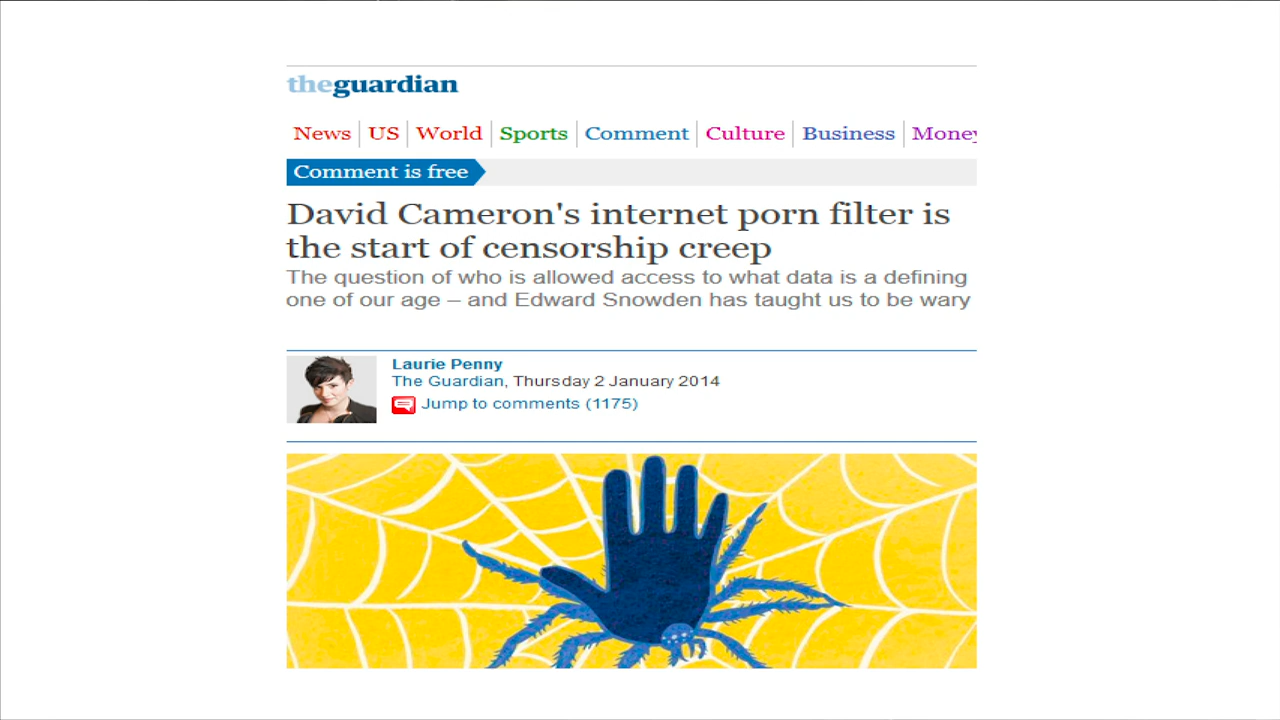 theguardian
News US World Sports Comment Culture Business Money
Comment is free
David Cameron's internet porn filter is
the start of censorship creep
The question of who is allowed access to what data is a defining
one of our age – and Edward Snowden has taught us to be wary
Laurie Penny
The Guardian, Thursday 2 January 2014
Jump to comments (1175)